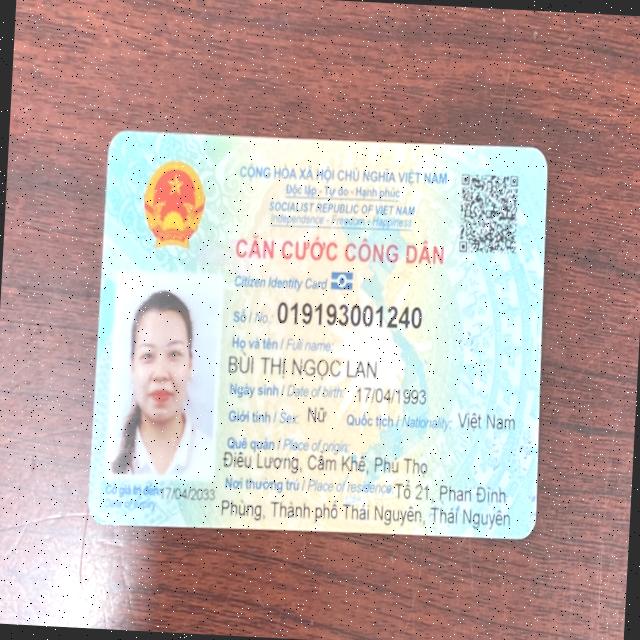 CỘNG HÒA XÃ HỘI CHỦ NGHĨA VIỆT NAM
Độc lập - Tự do - Hạnh phúc
SOCIALIST REPUBLIC OF VIET NAM
Independence - Freedom - Happiness
CĂN CƯỚC CÔNG DÂN
Citizen Identity Card
Số / No.: 019193001240
Họ và tên / Full name:
BÙI THỊ NGỌC LAN
Ngày sinh / Date of birth: 17/04/1993
Giới tính / Sex: Nữ Quốc tịch / Nationality: Việt Nam
Quê quán / Place of origin:
Điêu Lương, Cẩm Khê, Phú Thọ
Nơi thường trú / Place of residence: Tổ 21, Phan Đình
Phùng, Thành phố Thái Nguyên, Thái Nguyên
Có giá trị đến: 17/04/2033
Date of expiry